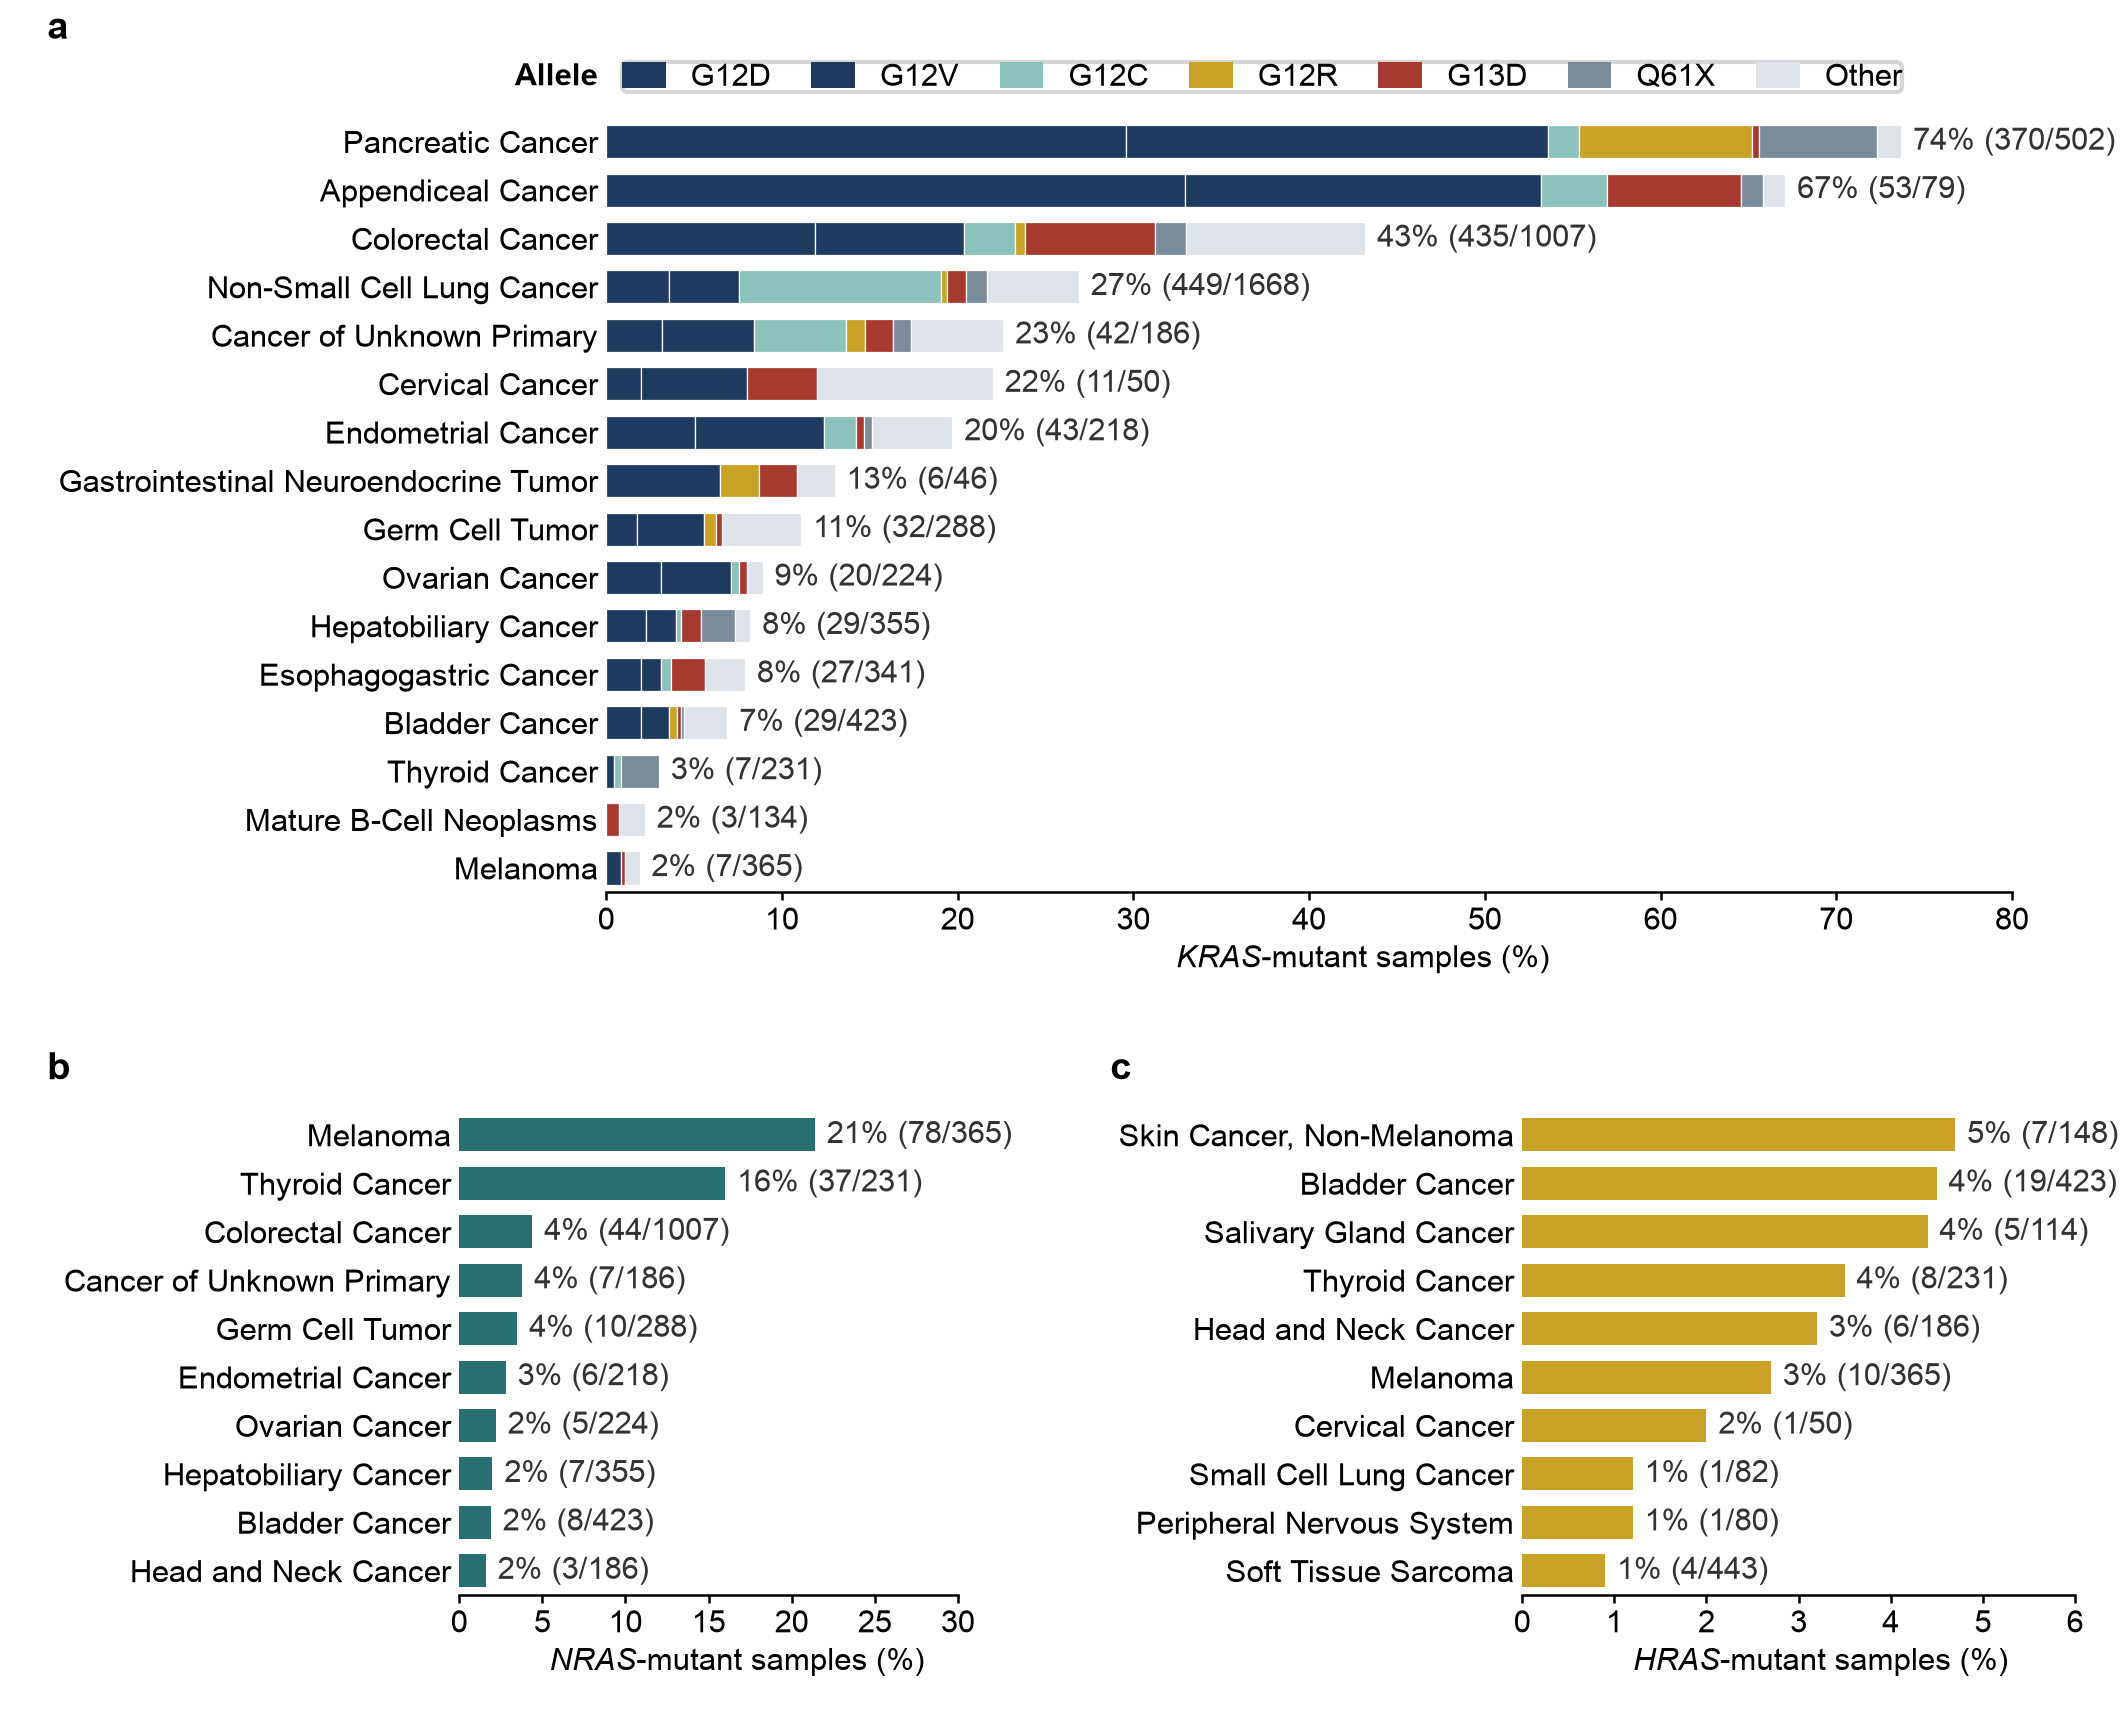 a
Allele G12D G12V G12C G12R G13D Q61X Other
Pancreatic Cancer 74% (370/502)
Appendiceal Cancer 67% (53/79)
Colorectal Cancer 43% (435/1007)
Non-Small Cell Lung Cancer 27% (449/1668)
Cancer of Unknown Primary 23% (42/186)
Cervical Cancer 22% (11/50)
Endometrial Cancer 20% (43/218)
Gastrointestinal Neuroendocrine Tumor 13% (6/46)
Germ Cell Tumor 11% (32/288)
Ovarian Cancer 9% (20/224)
Hepatobiliary Cancer 8% (29/355)
Esophagogastric Cancer 8% (27/341)
Bladder Cancer 7% (29/423)
Thyroid Cancer 3% (7/231)
Mature B-Cell Neoplasms 2% (3/134)
Melanoma 2% (7/365)
0 10 20 30 40 50 60 70 80
KRAS-mutant samples (%)
b
Melanoma 21% (78/365)
Thyroid Cancer 16% (37/231)
Colorectal Cancer 4% (44/1007)
Cancer of Unknown Primary 4% (7/186)
Germ Cell Tumor 4% (10/288)
Endometrial Cancer 3% (6/218)
Ovarian Cancer 2% (5/224)
Hepatobiliary Cancer 2% (7/355)
Bladder Cancer 2% (8/423)
Head and Neck Cancer 2% (3/186)
0 5 10 15 20 25 30
NRAS-mutant samples (%)
c
Skin Cancer, Non-Melanoma 5% (7/148)
Bladder Cancer 4% (19/423)
Salivary Gland Cancer 4% (5/114)
Thyroid Cancer 4% (8/231)
Head and Neck Cancer 3% (6/186)
Melanoma 3% (10/365)
Cervical Cancer 2% (1/50)
Small Cell Lung Cancer 1% (1/82)
Peripheral Nervous System 1% (1/80)
Soft Tissue Sarcoma 1% (4/443)
0 1 2 3 4 5 6
HRAS-mutant samples (%)